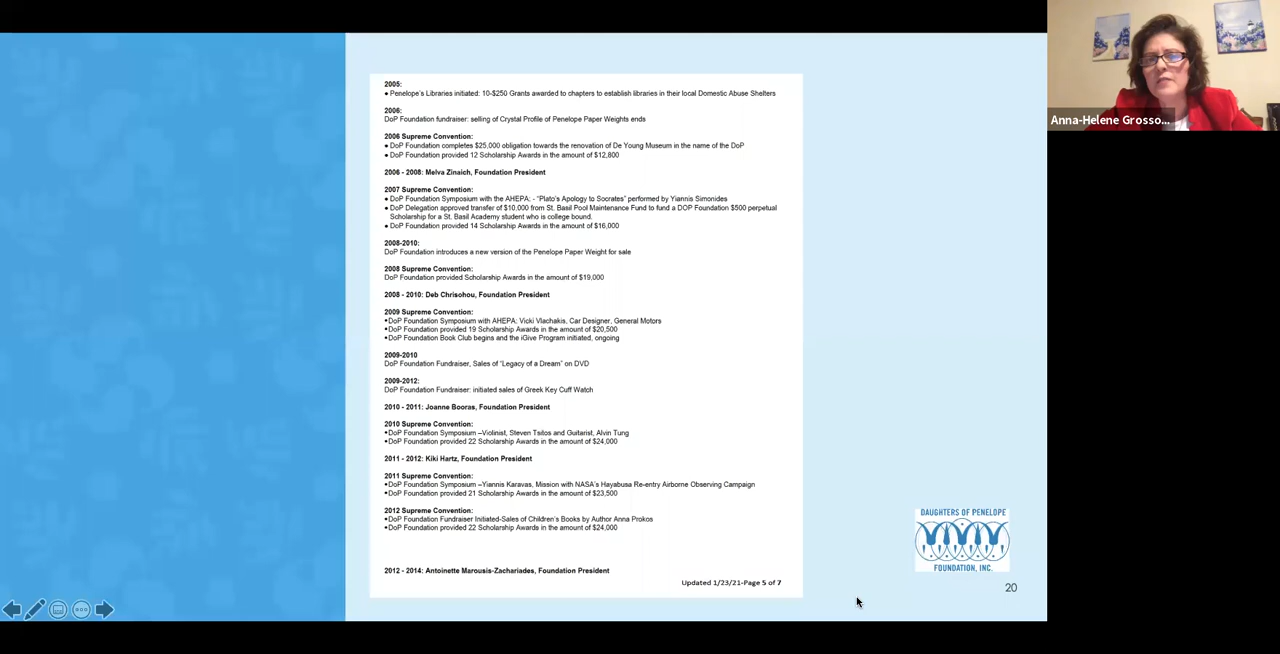 2005:
● Penelope's Libraries initiated: 10-$250 Grants awarded to chapters to establish libraries in their local Domestic Abuse Shelters
2006:
DoP Foundation fundraiser: selling of Crystal Profile of Penelope Paper Weights ends
2006 Supreme Convention:
● DoP Foundation completes $25,000 obligation towards the renovation of De Young Museum in the name of the DoP
● DoP Foundation provided 12 Scholarship Awards in the amount of $12,800
2006 - 2008: Melva Zinaich, Foundation President
2007 Supreme Convention:
● DoP Foundation Symposium with the AHEPA: - "Plato's Apology to Socrates" performed by Yiannis Simonides
● DoP Delegation approved transfer of $10,000 from St. Basil Pool Maintenance Fund to fund a DOP Foundation $500 perpetual
Scholarship for a St. Basil Academy student who is college bound.
● DoP Foundation provided 14 Scholarship Awards in the amount of $16,000
2008-2010:
DoP Foundation introduces a new version of the Penelope Paper Weight for sale
2008 Supreme Convention:
DoP Foundation provided Scholarship Awards in the amount of $19,000
2008 - 2010: Deb Chrisohou, Foundation President
2009 Supreme Convention:
•DoP Foundation Symposium with AHEPA: Vicki Vlachakis, Car Designer, General Motors
•DoP Foundation provided 19 Scholarship Awards in the amount of $20,500
•DoP Foundation Book Club begins and the iGive Program initiated, ongoing
2009-2010
DoP Foundation Fundraiser, Sales of "Legacy of a Dream" on DVD
2009-2012:
DoP Foundation Fundraiser: initiated sales of Greek Key Cuff Watch
2010 - 2011: Joanne Booras, Foundation President
2010 Supreme Convention:
•DoP Foundation Symposium –Violinist, Steven Tsitos and Guitarist, Alvin Tung
•DoP Foundation provided 22 Scholarship Awards in the amount of $24,000
2011 - 2012: Kiki Hartz, Foundation President
2011 Supreme Convention:
•DoP Foundation Symposium –Yiannis Karavas, Mission with NASA's Hayabusa Re-entry Airborne Observing Campaign
•DoP Foundation provided 21 Scholarship Awards in the amount of $23,500
2012 Supreme Convention:
•DoP Foundation Fundraiser Initiated-Sales of Children's Books by Author Anna Prokos
•DoP Foundation provided 22 Scholarship Awards in the amount of $24,000
2012 - 2014: Antoinette Marousis-Zachariades, Foundation President
Updated 1/23/21-Page 5 of 7
DAUGHTERS OF PENELOPE
FOUNDATION, INC.
20
Anna-Helene Grosso...